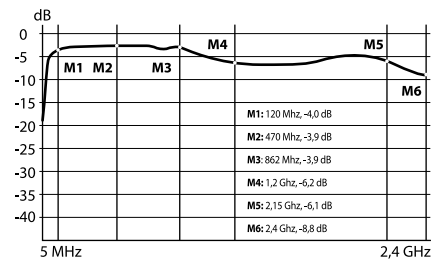 dB
0
-5
-10
-15
-20
-25
-30
-35
-40
M1 M2 M3 M4 M5 M6
M1: 120 Mhz, -4,0 dB
M2: 470 Mhz, -3,9 dB
M3: 862 Mhz, -3,9 dB
M4: 1,2 Ghz, -6,2 dB
M5: 2,15 Ghz, -6,1 dB
M6: 2,4 Ghz, -8,8 dB
5 MHz 2,4 GHz